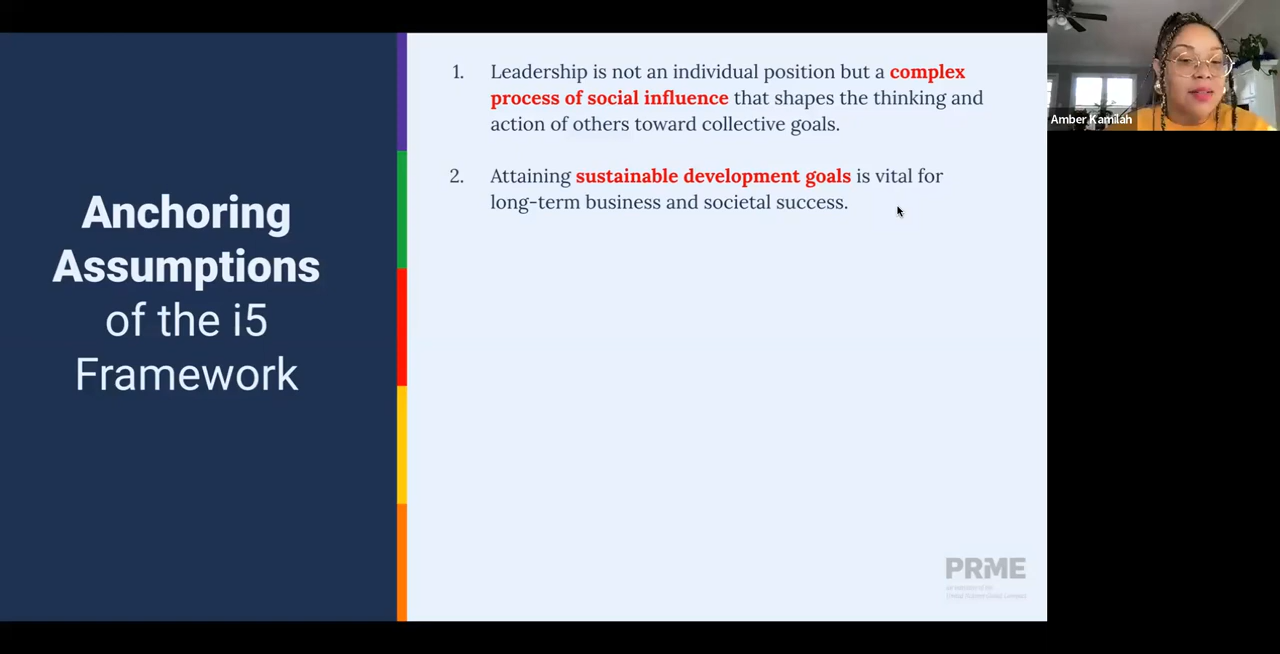 Anchoring
Assumptions
of the i5
Framework
1. Leadership is not an individual position but a complex
process of social influence that shapes the thinking and
action of others toward collective goals.
2. Attaining sustainable development goals is vital for
long-term business and societal success.
PRME
Amber Kamilah